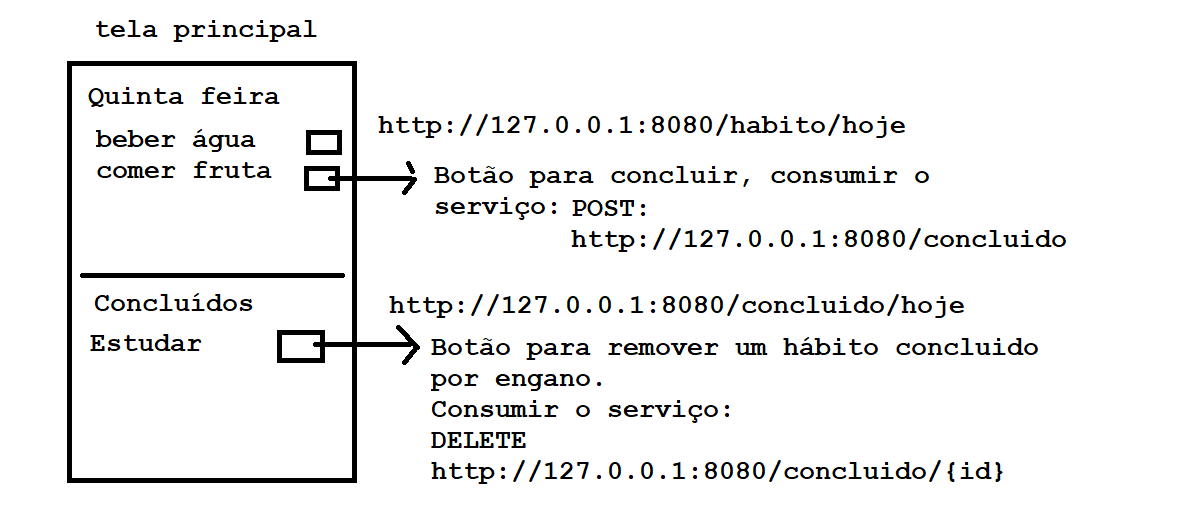 tela principal
Quinta feira
beber água
comer fruta
http://127.0.0.1:8080/habito/hoje
Botão para concluir, consumir o
serviço: POST:
http://127.0.0.1:8080/concluido
Concluídos
Estudar
http://127.0.0.1:8080/concluido/hoje
Botão para remover um hábito concluido
por engano.
Consumir o serviço:
DELETE
http://127.0.0.1:8080/concluido/{id}